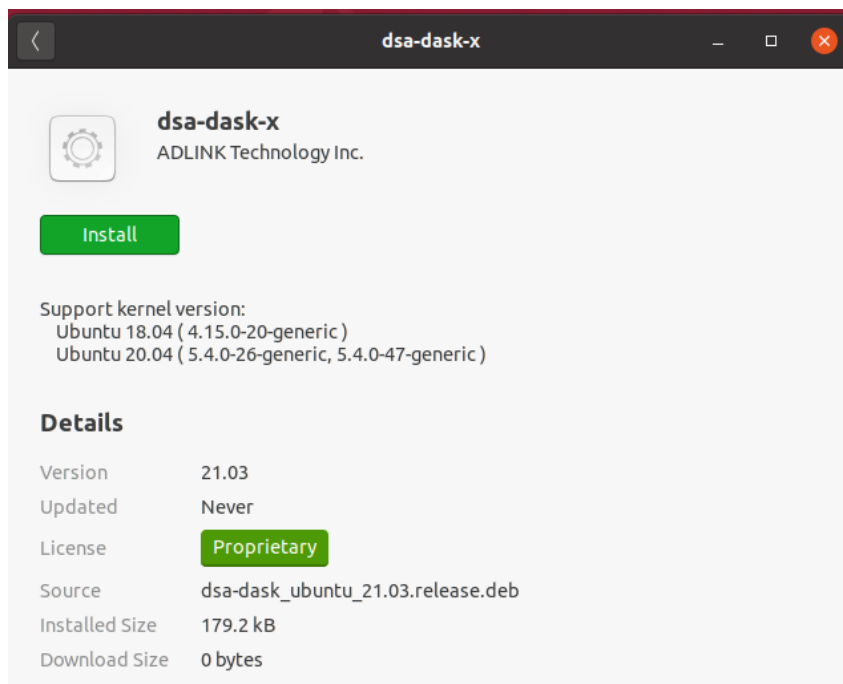 dsa-dask-x
dsa-dask-x
ADLINK Technology Inc.
Install
Support kernel version:
Ubuntu 18.04 ( 4.15.0-20-generic )
Ubuntu 20.04 ( 5.4.0-26-generic, 5.4.0-47-generic )
Details
Version 21.03
Updated Never
License Proprietary
Source dsa-dask_ubuntu_21.03.release.deb
Installed Size 179.2 kB
Download Size 0 bytes